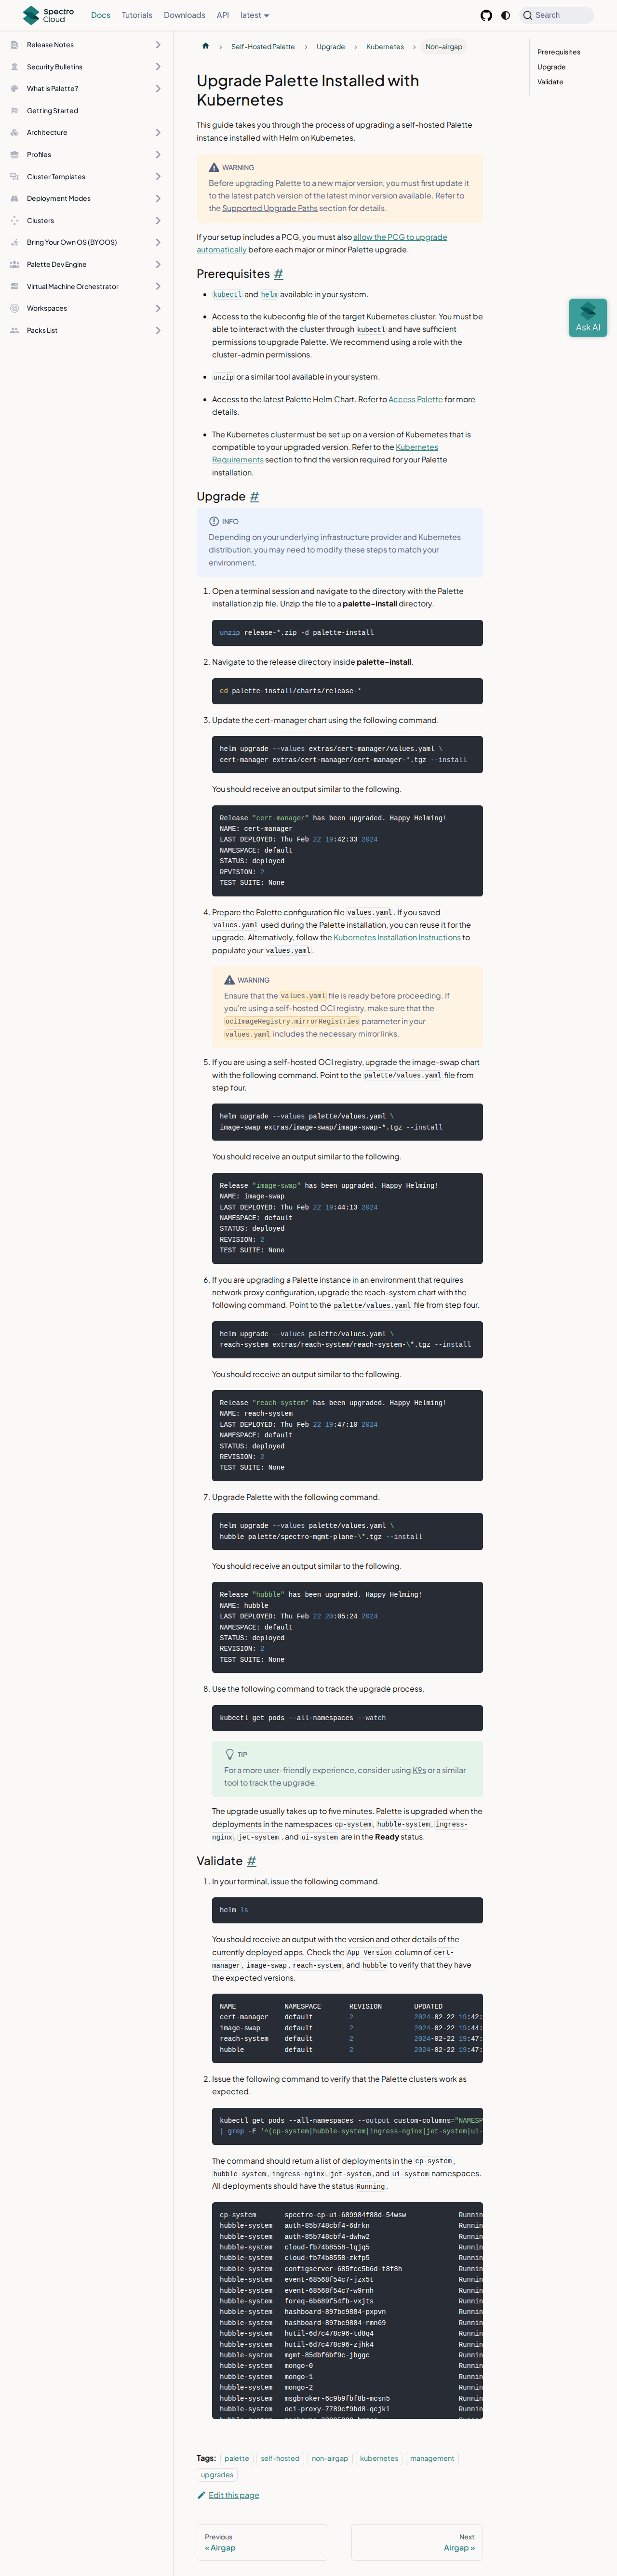 Spectro Cloud
Docs
Tutorials
Downloads
API
latest
Search
Release Notes
Security Bulletins
What is Palette?
Getting Started
Architecture
Profiles
Cluster Templates
Deployment Modes
Clusters
Bring Your Own OS (BYOOS)
Palette Dev Engine
Virtual Machine Orchestrator
Workspaces
Packs List
Self-Hosted Palette
Upgrade
Kubernetes
Non-airgap
Upgrade Palette Installed with
Kubernetes
This guide takes you through the process of upgrading a self-hosted Palette
instance installed with Helm on Kubernetes.
WARNING
Before upgrading Palette to a new major version, you must first update it
to the latest patch version of the latest minor version available. Refer to
the Supported Upgrade Paths section for details.
If your setup includes a PCG, you must also allow the PCG to upgrade
automatically before each major or minor Palette upgrade.
Prerequisites #
kubectl and helm available in your system.
Access to the kubeconfig file of the target Kubernetes cluster. You must be
able to interact with the cluster through kubectl and have sufficient
permissions to upgrade Palette. We recommend using a role with the
cluster-admin permissions.
unzip or a similar tool available in your system.
Access to the latest Palette Helm Chart. Refer to Access Palette for more
details.
The Kubernetes cluster must be set up on a version of Kubernetes that is
compatible to your upgraded version. Refer to the Kubernetes
Requirements section to find the version required for your Palette
installation.
Upgrade #
INFO
Depending on your underlying infrastructure provider and Kubernetes
distribution, you may need to modify these steps to match your
environment.
1. Open a terminal session and navigate to the directory with the Palette
installation zip file. Unzip the file to a palette-install directory.
unzip release-*.zip -d palette-install
2. Navigate to the release directory inside palette-install.
cd palette-install/charts/release-*
3. Update the cert-manager chart using the following command.
helm upgrade --values extras/cert-manager/values.yaml \
cert-manager extras/cert-manager/cert-manager-*.tgz --install
You should receive an output similar to the following.
Release "cert-manager" has been upgraded. Happy Helming!
NAME: cert-manager
LAST DEPLOYED: Thu Feb 22 19:42:33 2024
NAMESPACE: default
STATUS: deployed
REVISION: 2
TEST SUITE: None
4. Prepare the Palette configuration file values.yaml. If you saved
values.yaml used during the Palette installation, you can reuse it for the
upgrade. Alternatively, follow the Kubernetes Installation Instructions to
populate your values.yaml.
WARNING
Ensure that the values.yaml file is ready before proceeding. If
you're using a self-hosted OCI registry, make sure that the
ociImageRegistry.mirrorRegistries parameter in your
values.yaml includes the necessary mirror links.
5. If you are using a self-hosted OCI registry, upgrade the image-swap chart
with the following command. Point to the palette/values.yaml file from
step four.
helm upgrade --values palette/values.yaml \
image-swap extras/image-swap/image-swap-*.tgz --install
You should receive an output similar to the following.
Release "image-swap" has been upgraded. Happy Helming!
NAME: image-swap
LAST DEPLOYED: Thu Feb 22 19:44:13 2024
NAMESPACE: default
STATUS: deployed
REVISION: 2
TEST SUITE: None
6. If you are upgrading a Palette instance in an environment that requires
network proxy configuration, upgrade the reach-system chart with the
following command. Point to the palette/values.yaml file from step four.
helm upgrade --values palette/values.yaml \
reach-system extras/reach-system/reach-system-\*.tgz --install
You should receive an output similar to the following.
Release "reach-system" has been upgraded. Happy Helming!
NAME: reach-system
LAST DEPLOYED: Thu Feb 22 19:47:10 2024
NAMESPACE: default
STATUS: deployed
REVISION: 2
TEST SUITE: None
7. Upgrade Palette with the following command.
helm upgrade --values palette/values.yaml \
hubble palette/spectro-mgmt-plane-\*.tgz --install
You should receive an output similar to the following.
Release "hubble" has been upgraded. Happy Helming!
NAME: hubble
LAST DEPLOYED: Thu Feb 22 20:05:24 2024
NAMESPACE: default
STATUS: deployed
REVISION: 2
TEST SUITE: None
8. Use the following command to track the upgrade process.
kubectl get pods --all-namespaces --watch
TIP
For a more user-friendly experience, consider using K9s or a similar
tool to track the upgrade.
The upgrade usually takes up to five minutes. Palette is upgraded when the
deployments in the namespaces cp-system, hubble-system, ingress-
nginx, jet-system, and ui-system are in the Ready status.
Validate #
1. In your terminal, issue the following command.
helm ls
You should receive an output with the version and other details of the
currently deployed apps. Check the App Version column of cert-
manager, image-swap, reach-system, and hubble to verify that they have
the expected versions.
NAME NAMESPACE REVISION UPDATED
cert-manager default 2 2024-02-22 19:42:
image-swap default 2 2024-02-22 19:44:
reach-system default 2 2024-02-22 19:47:
hubble default 2 2024-02-22 19:47:
2. Issue the following command to verify that the Palette clusters work as
expected.
kubectl get pods --all-namespaces --output custom-columns="NAMESP
| grep -E '^(cp-system|hubble-system|ingress-nginx|jet-system|ui-
The command should return a list of deployments in the cp-system,
hubble-system, ingress-nginx, jet-system, and ui-system namespaces.
All deployments should have the status Running.
cp-system spectro-cp-ui-689984f88d-54wsw Runnin
hubble-system auth-85b748cbf4-6drkn Runnin
hubble-system auth-85b748cbf4-dwhw2 Runnin
hubble-system cloud-fb74b8558-lqjq5 Runnin
hubble-system cloud-fb74b8558-zkfp5 Runnin
hubble-system configserver-685fcc5b6d-t8f8h Runnin
hubble-system event-68568f54c7-jzx5t Runnin
hubble-system event-68568f54c7-w9rnh Runnin
hubble-system foreq-6b689f54fb-vxjts Runnin
hubble-system hashboard-897bc9884-pxpvn Runnin
hubble-system hashboard-897bc9884-rmn69 Runnin
hubble-system hutil-6d7c478c96-td8q4 Runnin
hubble-system hutil-6d7c478c96-zjhk4 Runnin
hubble-system mgmt-85dbf6bf9c-jbggc Runnin
hubble-system mongo-0 Runnin
hubble-system mongo-1 Runnin
hubble-system mongo-2 Runnin
hubble-system msgbroker-6c9b9fbf8b-mcsn5 Runnin
hubble-system oci-proxy-7789cf9bd8-qcjkl Runnin
Tags: palette self-hosted non-airgap kubernetes management
upgrades
Edit this page
Previous
« Airgap
Next
Airgap »
Prerequisites
Upgrade
Validate
Ask AI